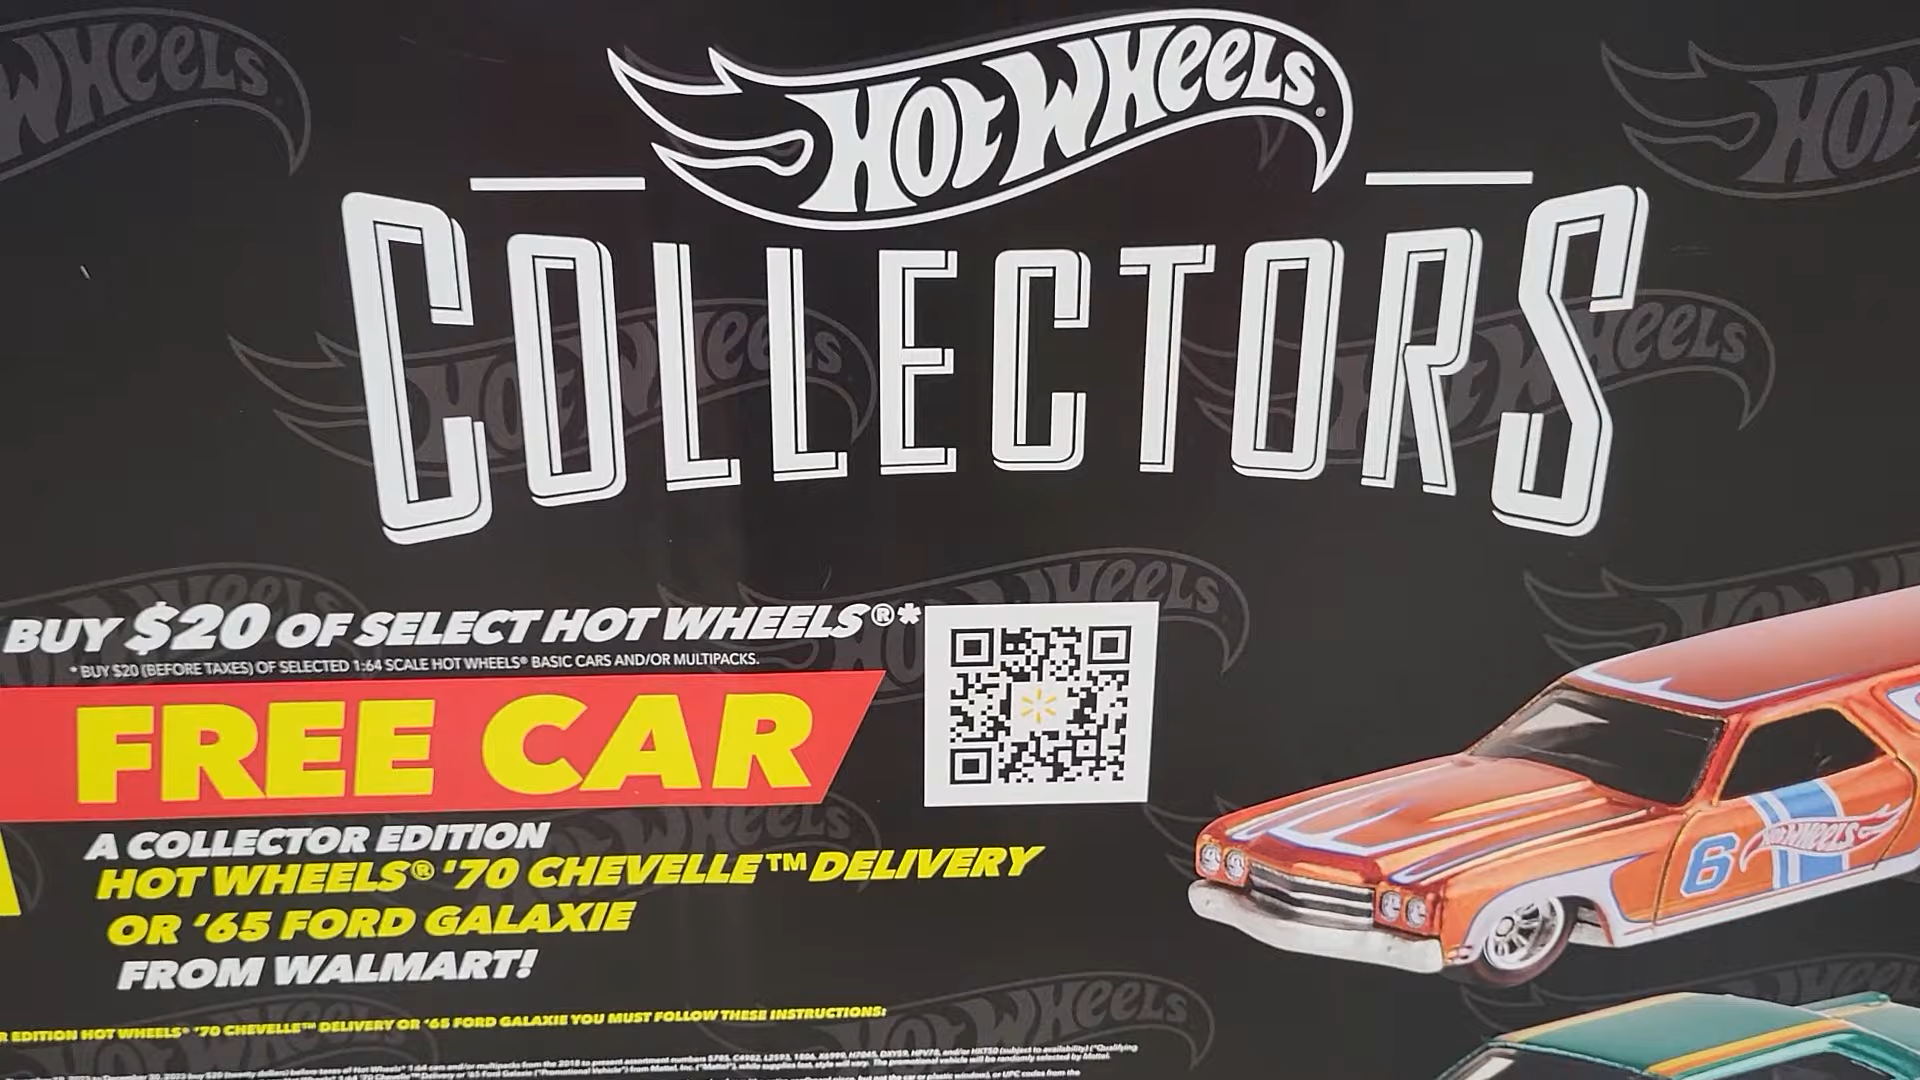 HOT WHEELS
COLLECTORS
BUY $20 OF SELECT HOT WHEELS®*
* BUY $20 (BEFORE TAXES) OF SELECTED 1:64 SCALE HOT WHEELS® BASIC CARS AND/OR MULTIPACKS.
FREE CAR
A COLLECTOR EDITION
HOT WHEELS® '70 CHEVELLE™ DELIVERY
OR '65 FORD GALAXIE
FROM WALMART!
6 HOT WHEELS
EDITION HOT WHEELS® '70 CHEVELLE™ DELIVERY OR '65 FORD GALAXIE YOU MUST FOLLOW THESE INSTRUCTIONS: